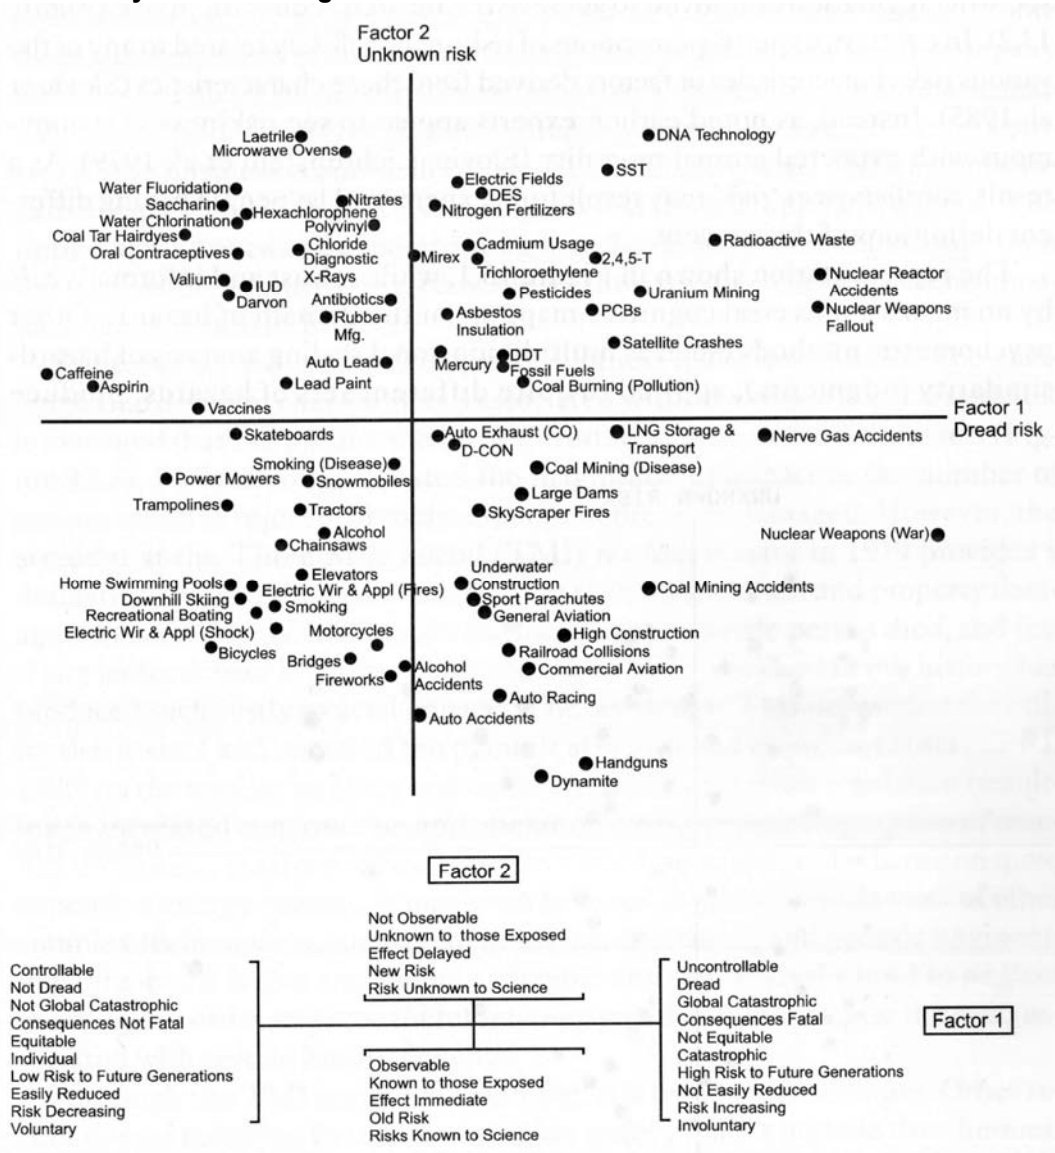 Factor 2
Unknown risk
Laetrile
Microwave Ovens
DNA Technology
SST
Electric Fields
DES
Nitrogen Fertilizers
Water Fluoridation
Saccharin
Nitrates
Water Chlorination
Hexachlorophene
Coal Tar Hairdyes
Polyvinyl
Oral Contraceptives
Chloride
Diagnostic
X-Rays
Mirex
Cadmium Usage
Trichloroethylene
2,4,5-T
Radioactive Waste
Valium
IUD
Darvon
Antibiotics
Rubber
Mfg.
Pesticides
Asbestos
Insulation
PCBs
Uranium Mining
Nuclear Reactor
Accidents
Nuclear Weapons
Fallout
Satellite Crashes
Auto Lead
Lead Paint
Mercury
DDT
Fossil Fuels
Coal Burning (Pollution)
Caffeine
Aspirin
Vaccines
Factor 1
Dread risk
Skateboards
Auto Exhaust (CO)
D-CON
LNG Storage &
Transport
Nerve Gas Accidents
Smoking (Disease)
Power Mowers
Snowmobiles
Coal Mining (Disease)
Trampolines
Tractors
Large Dams
SkyScraper Fires
Alcohol
Chainsaws
Nuclear Weapons (War)
Elevators
Home Swimming Pools
Electric Wir & Appl (Fires)
Downhill Skiing
Smoking
Recreational Boating
Electric Wir & Appl (Shock)
Motorcycles
Bicycles
Bridges
Fireworks
Underwater
Construction
Sport Parachutes
General Aviation
Coal Mining Accidents
High Construction
Railroad Collisions
Commercial Aviation
Alcohol
Accidents
Auto Racing
Auto Accidents
Handguns
Dynamite
Factor 2
Not Observable
Unknown to those Exposed
Effect Delayed
New Risk
Risk Unknown to Science
Controllable
Not Dread
Not Global Catastrophic
Consequences Not Fatal
Equitable
Individual
Low Risk to Future Generations
Easily Reduced
Risk Decreasing
Voluntary
Uncontrollable
Dread
Global Catastrophic
Consequences Fatal
Not Equitable
Catastrophic
High Risk to Future Generations
Not Easily Reduced
Risk Increasing
Involuntary
Factor 1
Observable
Known to those Exposed
Effect Immediate
Old Risk
Risks Known to Science